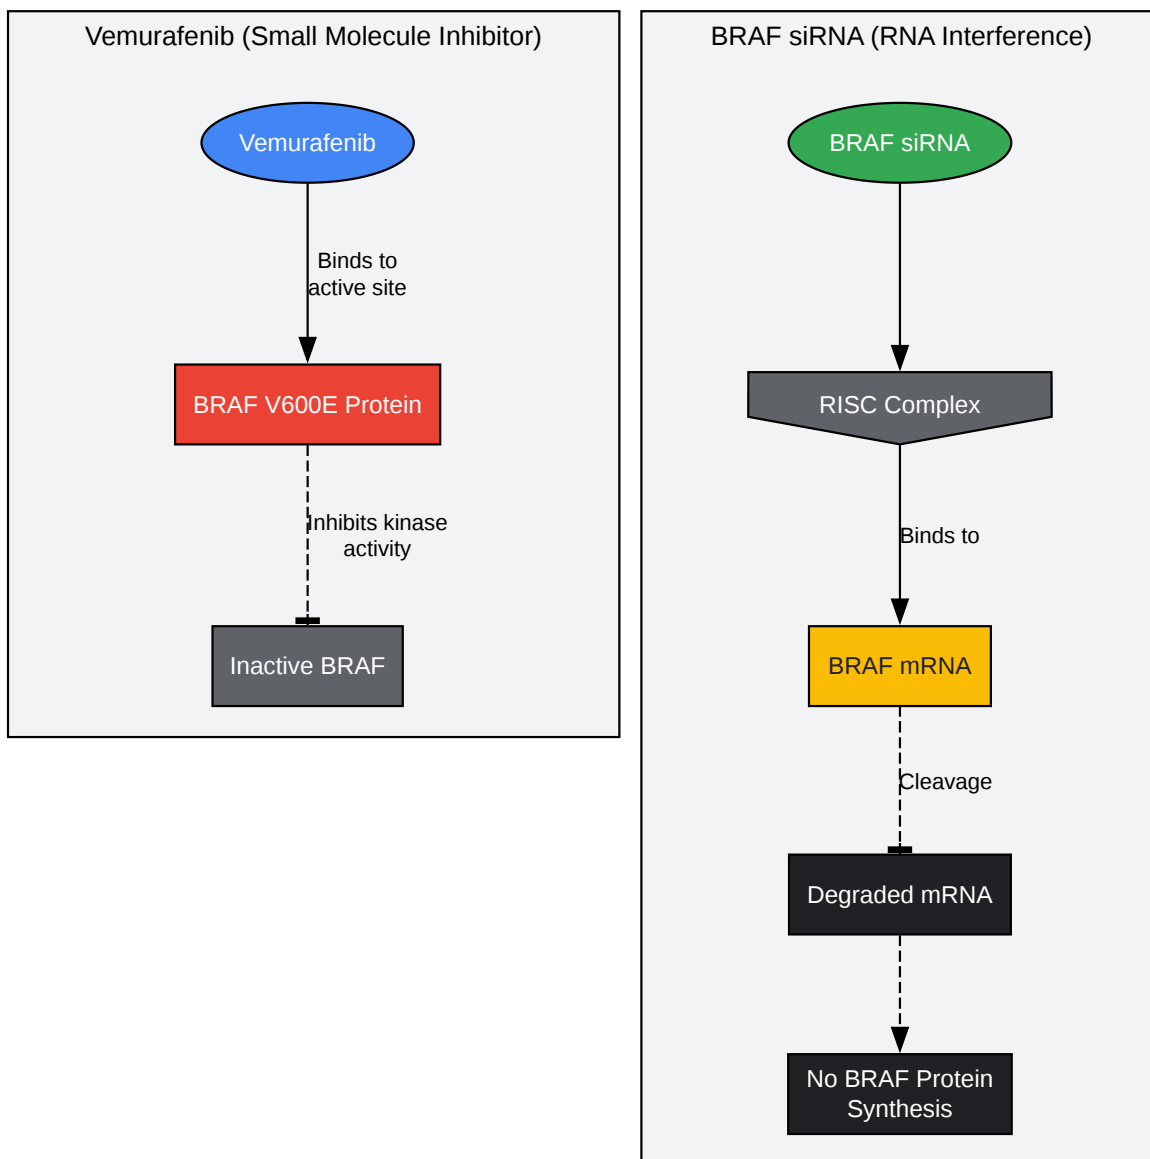 Vemurafenib (Small Molecule Inhibitor)
Vemurafenib
Binds to
active site
BRAF V600E Protein
Inhibits kinase
activity
Inactive BRAF
BRAF siRNA (RNA Interference)
BRAF siRNA
RISC Complex
Binds to
BRAF mRNA
Cleavage
Degraded mRNA
No BRAF Protein
Synthesis